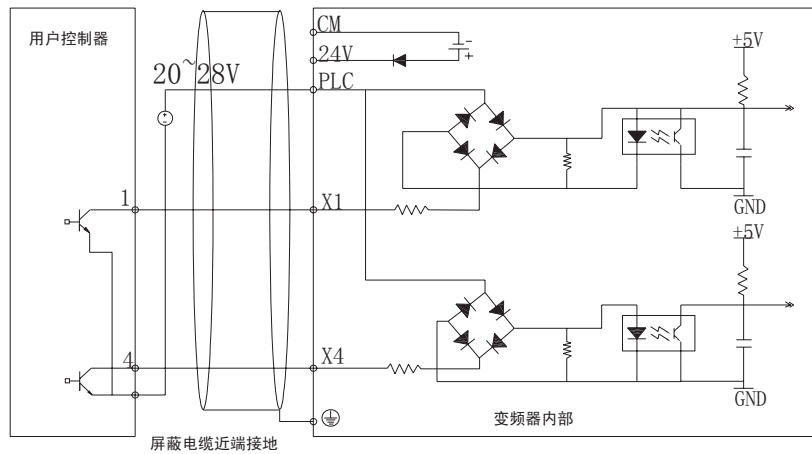 用户控制器
CM
24V
20~28V
PLC
+5V
1
X1
GND
+5V
4
X4
GND
变频器内部
屏蔽电缆近端接地